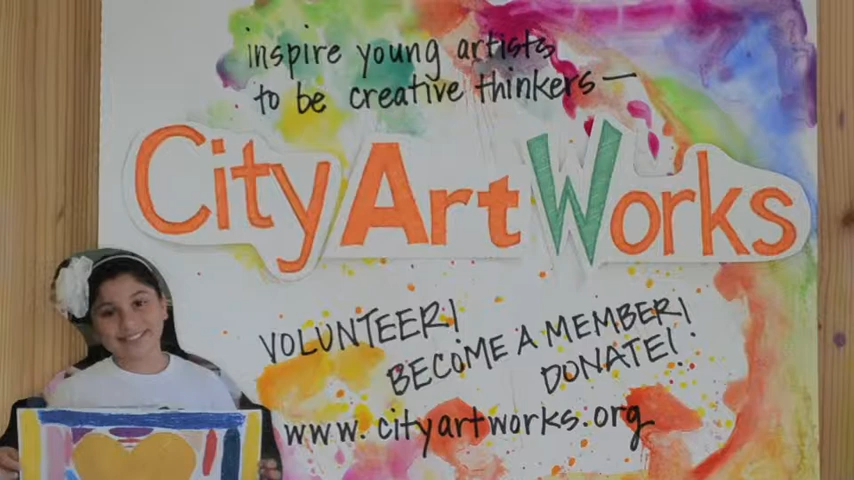 inspire young artists
to be creative thinkers—
CityArtWorks
VOLUNTEER!
BECOME A MEMBER!
DONATE!
www.cityartworks.org